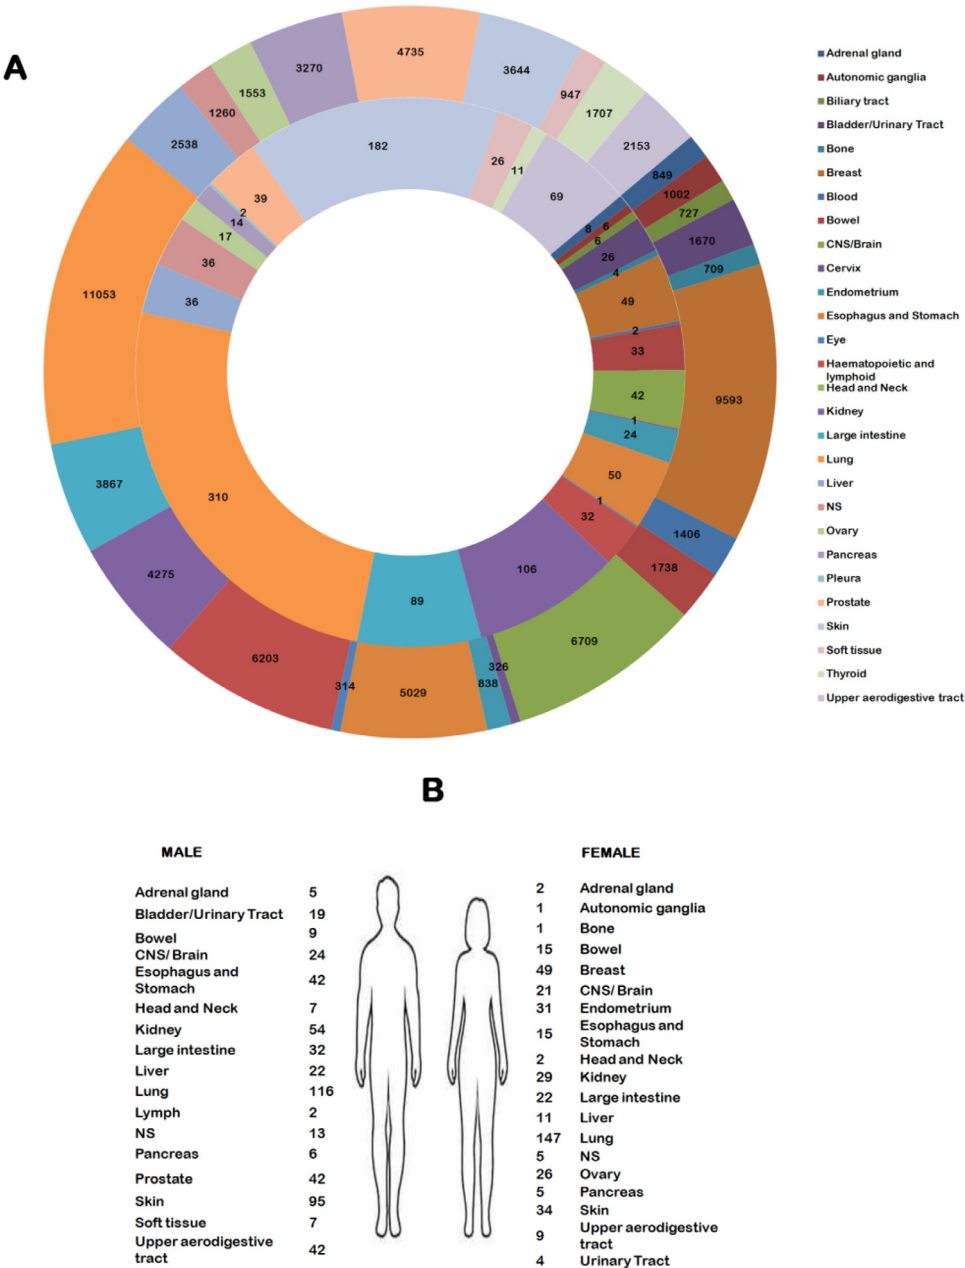 A
4735
3644
947
1707
2153
849
1002
727
1670
709
9593
1406
1738
6709
326
838
5029
314
6203
4275
3867
11053
2538
1260
1553
3270
182
26
11
69
8
6
6
26
4
49
2
33
42
1
24
50
1
32
106
89
310
36
36
17
14
2
39
Adrenal gland
Autonomic ganglia
Biliary tract
Bladder/Urinary Tract
Bone
Breast
Blood
Bowel
CNS/Brain
Cervix
Endometrium
Esophagus and Stomach
Eye
Haematopoietic and
lymphoid
Head and Neck
Kidney
Large intestine
Lung
Liver
NS
Ovary
Pancreas
Pleura
Prostate
Skin
Soft tissue
Thyroid
Upper aerodigestive tract
B
MALE
Adrenal gland 5
Bladder/Urinary Tract 19
Bowel 9
CNS/ Brain 24
Esophagus and
Stomach 42
Head and Neck 7
Kidney 54
Large intestine 32
Liver 22
Lung 116
Lymph 2
NS 13
Pancreas 6
Prostate 42
Skin 95
Soft tissue 7
Upper aerodigestive
tract 42
FEMALE
2 Adrenal gland
1 Autonomic ganglia
1 Bone
15 Bowel
49 Breast
21 CNS/ Brain
31 Endometrium
15 Esophagus and
Stomach
2 Head and Neck
29 Kidney
22 Large intestine
11 Liver
147 Lung
5 NS
26 Ovary
5 Pancreas
34 Skin
9 Upper aerodigestive
tract
4 Urinary Tract